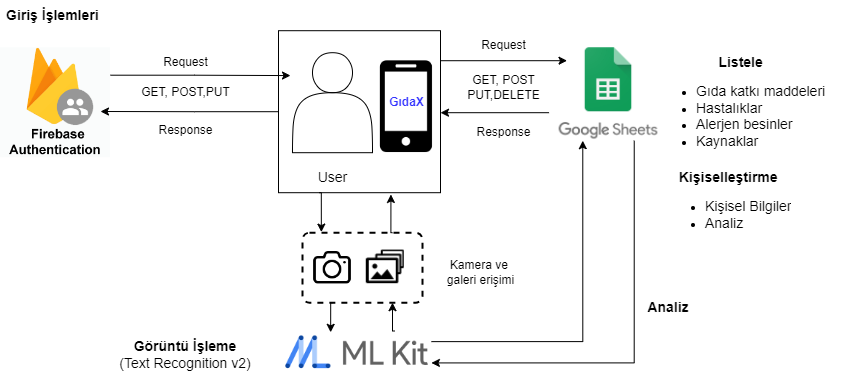 Giriş İşlemleri
Request
GET, POST,PUT
Response
Firebase
Authentication
GıdaX
User
Request
GET, POST
PUT,DELETE
Response
Google Sheets
Listele
Gıda katkı maddeleri
Hastalıklar
Alerjen besinler
Kaynaklar
Kişiselleştirme
Kişisel Bilgiler
Analiz
Kamera ve
galeri erişimi
Analiz
Görüntü İşleme
(Text Recognition v2)
ML Kit